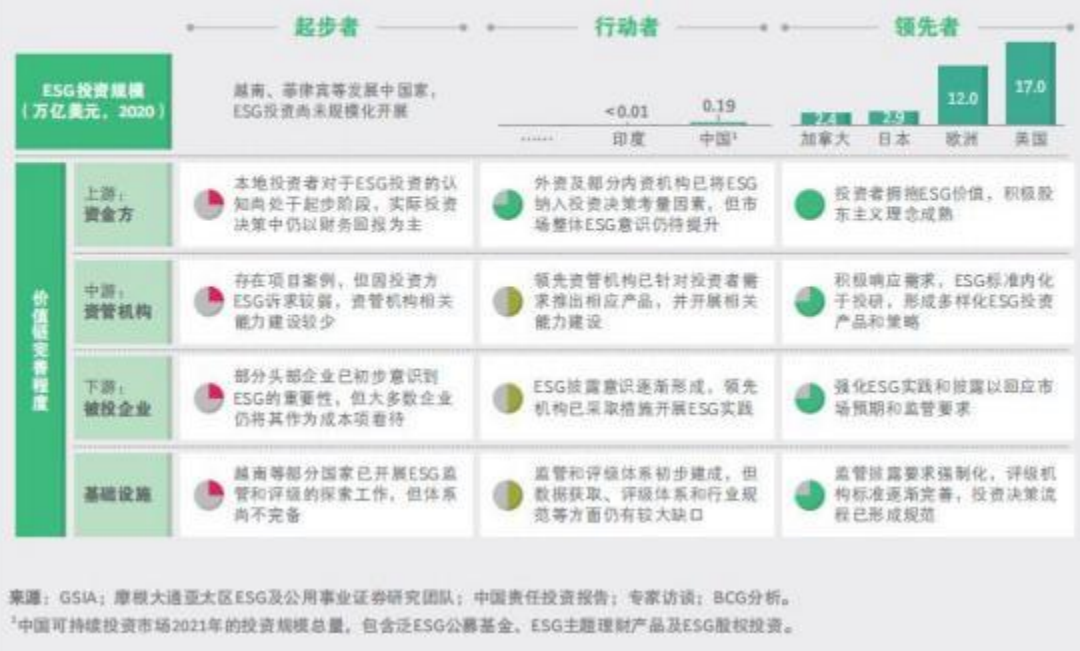 起步者
行动者
领先者
ESG投资规模
（万亿美元，2020）
越南、菲律宾等发展中国家，
ESG投资尚未规模化开展
……
<0.01
印度
0.19
中国¹
2.4
加拿大
2.9
日本
12.0
欧洲
17.0
美国
价值链完善程度
上游：
资金方
本地投资者对于ESG投资的认
知尚处于起步阶段，实际投资
决策中仍以财务回报为主
外资及部分内资机构已将ESG
纳入投资决策考量因素，但市
场整体ESG意识仍待提升
投资者拥抱ESG价值，积极股
东主义理念成熟
中游：
资管机构
存在项目案例，但因投资方
ESG诉求较弱，资管机构相关
能力建设较少
领先资管机构已针对投资者需
求推出相应产品，并开展相关
能力建设
积极响应需求，ESG标准内化
于投研，形成多样化ESG投资
产品和策略
下游：
被投企业
部分头部企业已初步意识到
ESG的重要性，但大多数企业
仍将其作为成本项看待
ESG披露意识逐渐形成，领先
机构已采取措施开展ESG实践
强化ESG实践和披露以回应市
场预期和监管要求
基础设施
越南等部分国家已开展ESG监
管和评级的探索工作，但体系
尚不完备
监管和评级体系初步建成，但
数据获取、评级体系和行业规
范等方面仍有较大缺口
监管披露要求强制化，评级机
构标准逐渐完善，投资决策流
程已形成规范
来源：GSIA；摩根大通亚太区ESG及公用事业证券研究团队；中国责任投资报告；专家访谈；BCG分析。
¹中国可持续投资市场2021年的投资规模总量，包含泛ESG公募基金、ESG主题理财产品及ESG股权投资。